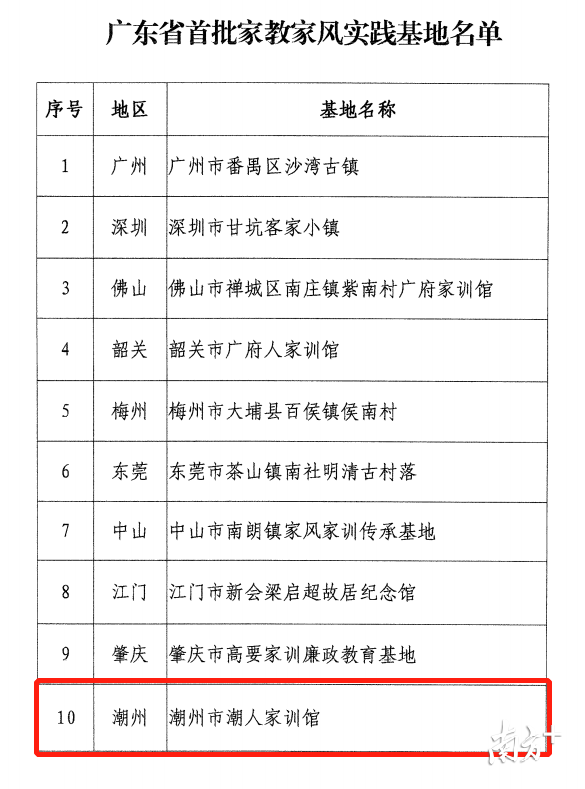 广东省首批家教家风实践基地名单
序号 地区 基地名称
1 广州 广州市番禺区沙湾古镇
2 深圳 深圳市甘坑客家小镇
3 佛山 佛山市禅城区南庄镇紫南村广府家训馆
4 韶关 韶关市广府人家训馆
5 梅州 梅州市大埔县百侯镇侯南村
6 东莞 东莞市茶山镇南社明清古村落
7 中山 中山市南朗镇家风家训传承基地
8 江门 江门市新会梁启超故居纪念馆
9 肇庆 肇庆市高要家训廉政教育基地
10 潮州 潮州市潮人家训馆
南方+